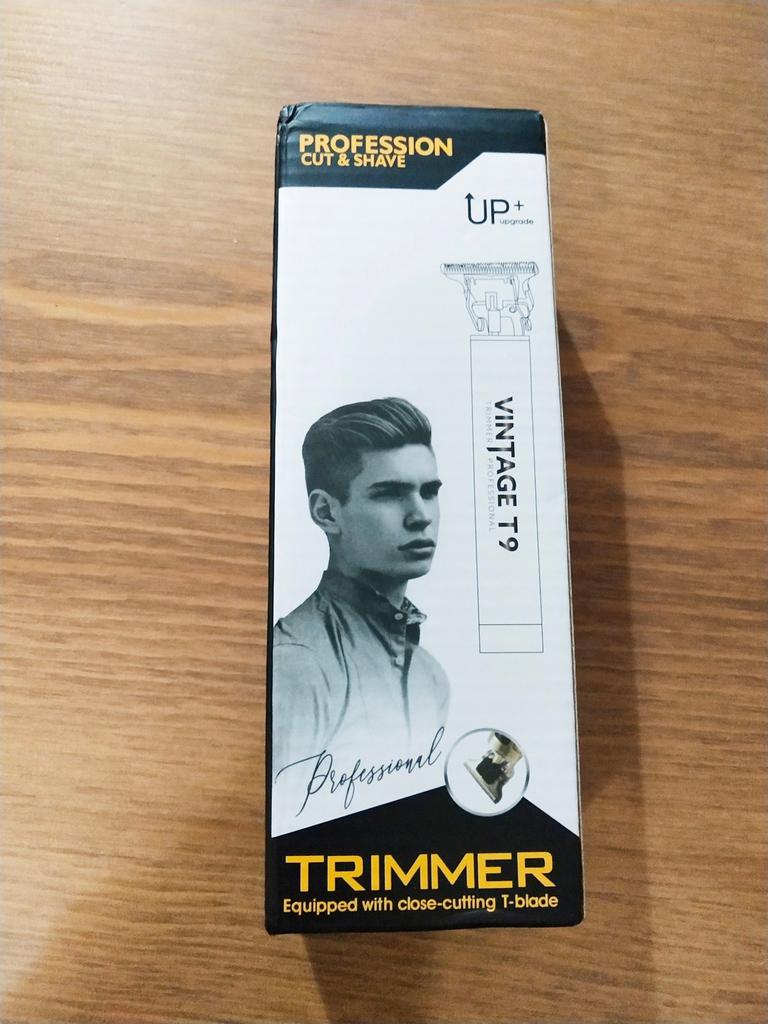 PROFESSION
CUT & SHAVE
UP+
upgrade
VINTAGE T9
TRIMMER PROFESSIONAL
Professional
TRIMMER
Equipped with close-cutting T-blade